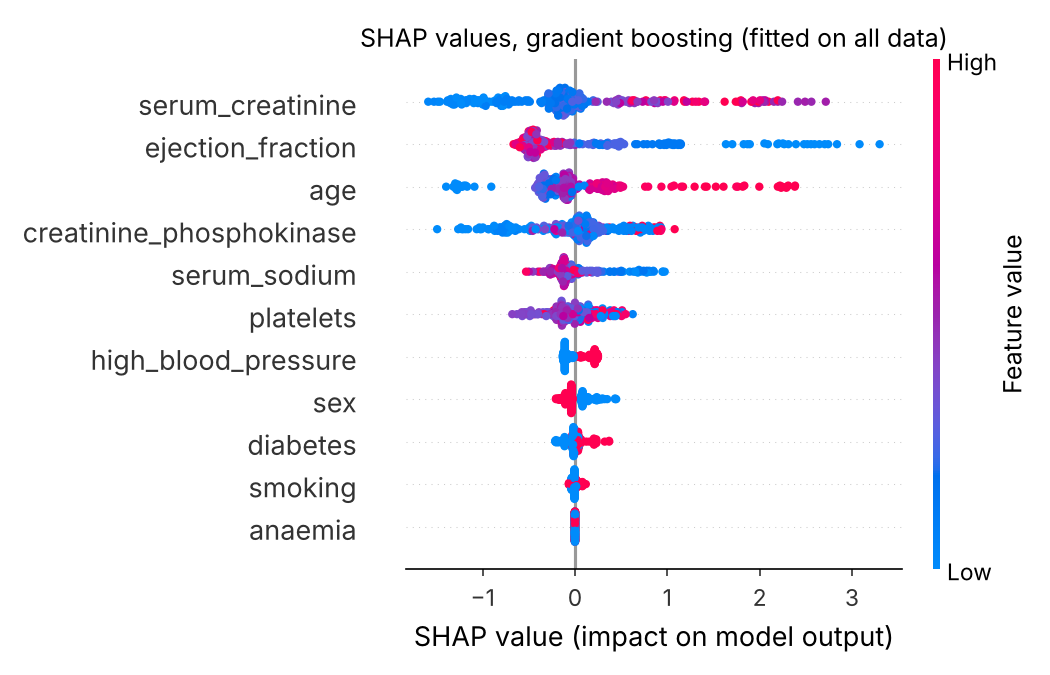 SHAP values, gradient boosting (fitted on all data)
High
serum_creatinine
ejection_fraction
age
creatinine_phosphokinase
serum_sodium
platelets
high_blood_pressure
sex
diabetes
smoking
anaemia
Feature value
Low
−1 0 1 2 3
SHAP value (impact on model output)